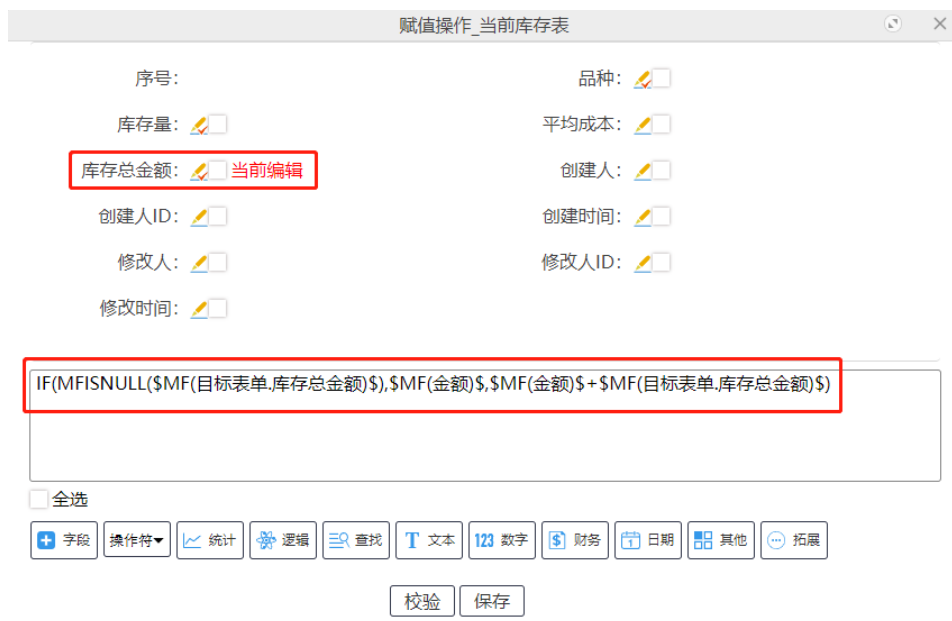 赋值操作_当前库存表
序号：
品种：
库存量：
平均成本：
库存总金额： 当前编辑
创建人：
创建人ID：
创建时间：
修改人：
修改人ID：
修改时间：
IF(MFISNULL($MF(目标表单.库存总金额)$),$MF(金额)$,$MF(金额)$+$MF(目标表单.库存总金额)$)
全选
字段 操作符 统计 逻辑 查找 T 文本 123 数字 $ 财务 1 日期 其他 拓展
校验 保存